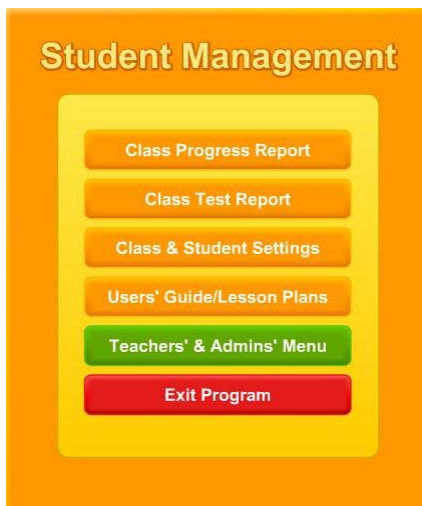 Student Management
Class Progress Report
Class Test Report
Class & Student Settings
Users' Guide/Lesson Plans
Teachers' & Admins' Menu
Exit Program